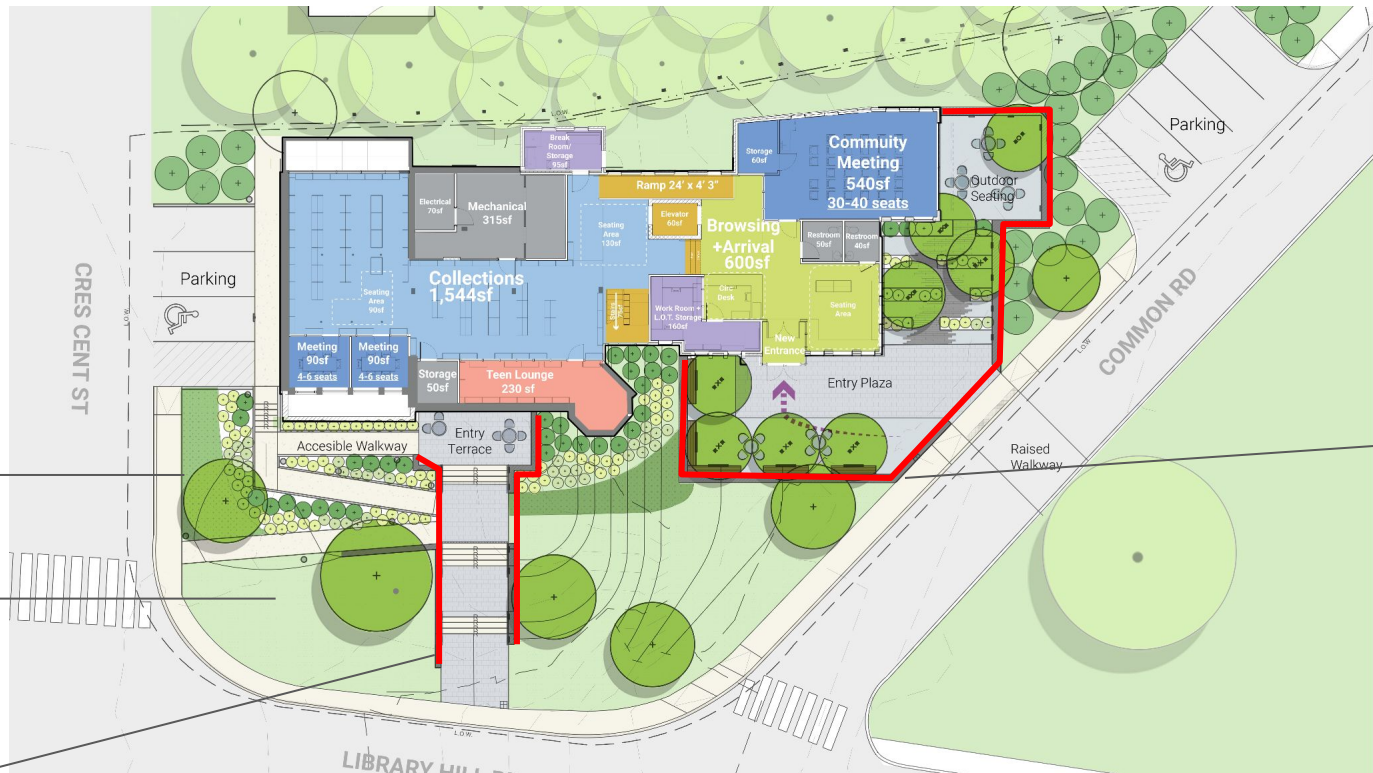 L.O.W.
Parking
Break
Room/
Storage
95sf
Storage
60sf
Commuity
Meeting
540sf
30-40 seats
Outdoor
Seating
Ramp 24' x 4' 3"
Electrical
70sf
Mechanical
315sf
Seating
Area
130sf
Elevator
60sf
Browsing
+Arrival
600sf
Restroom
50sf
Restroom
40sf
Parking
CRES CENT ST
L.O.W.
Collections
1,544sf
Seating
Area
90sf
Work Room +
L.O.T. Storage
160sf
Circ
Desk
Seating
Area
COMMON RD
L.O.W.
Meeting
90sf
4-6 seats
Meeting
90sf
4-6 seats
Storage
50sf
Teen Lounge
230 sf
New
Entrance
Entry Plaza
Accesible Walkway
Entry
Terrace
Raised
Walkway
L.O.W.
LIBRARY HILL